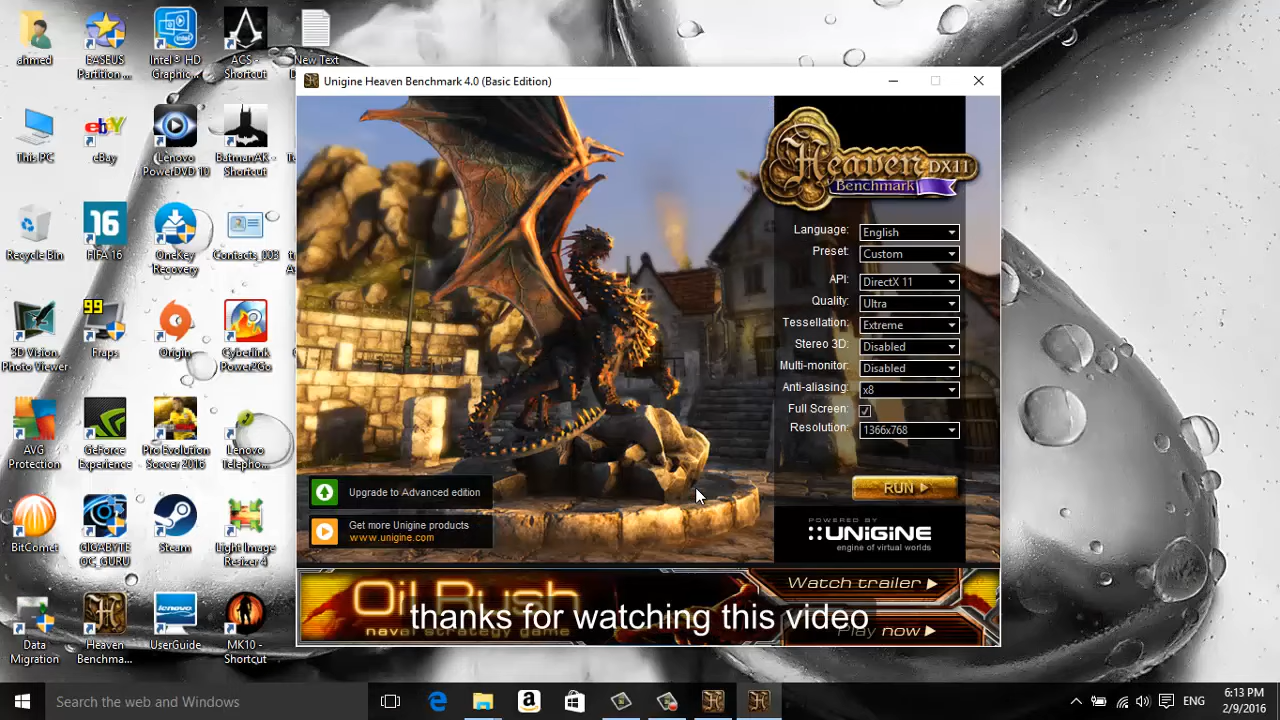 ahmed
BASEUS
Partition ...
Intel® HD
Graphic...
ACS -
Shortcut
New Text
This PC
eBay
Lenovo
PowerDVD 10
BatmanAK -
Shortcut
Recycle Bin
16
FIFA 16
OneKey
Recovery
Contacts_003
3D Vision
Photo Viewer
99
Fraps
Origin
Cyberlink
Power2Go
AVG
Protection
GeForce
Experience
Pro Evolution
Soccer 2016
Lenovo
Telepho...
BitComet
GIGABYTE
OC_GURU
Steam
Light Image
Resizer 4
Data
Migration
Heaven
Benchma...
lenovo
UserGuide
MK10 -
Shortcut
Unigine Heaven Benchmark 4.0 (Basic Edition)
Heaven DX11
Benchmark
Language: English
Preset: Custom
API: DirectX 11
Quality: Ultra
Tessellation: Extreme
Stereo 3D: Disabled
Multi-monitor: Disabled
Anti-aliasing: x8
Full Screen:
Resolution: 1366x768
RUN
Upgrade to Advanced edition
Get more Unigine products
www.unigine.com
POWERED BY
UNIGINE
engine of virtual worlds
Oil Rush
naval strategy game
Watch trailer
Play now
thanks for watching this video
Search the web and Windows
ENG
6:13 PM
2/9/2016